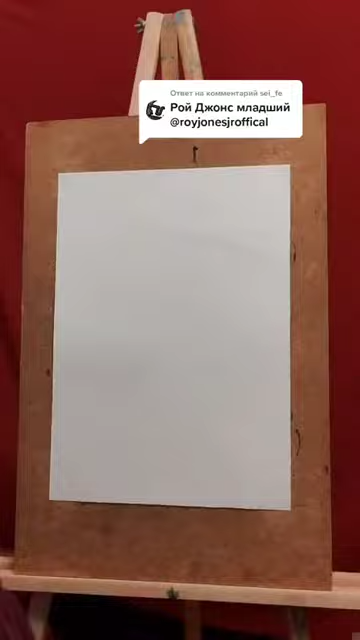 Ответ на комментарий sei_fe
Рой Джонс младший
@royjonesjroffical